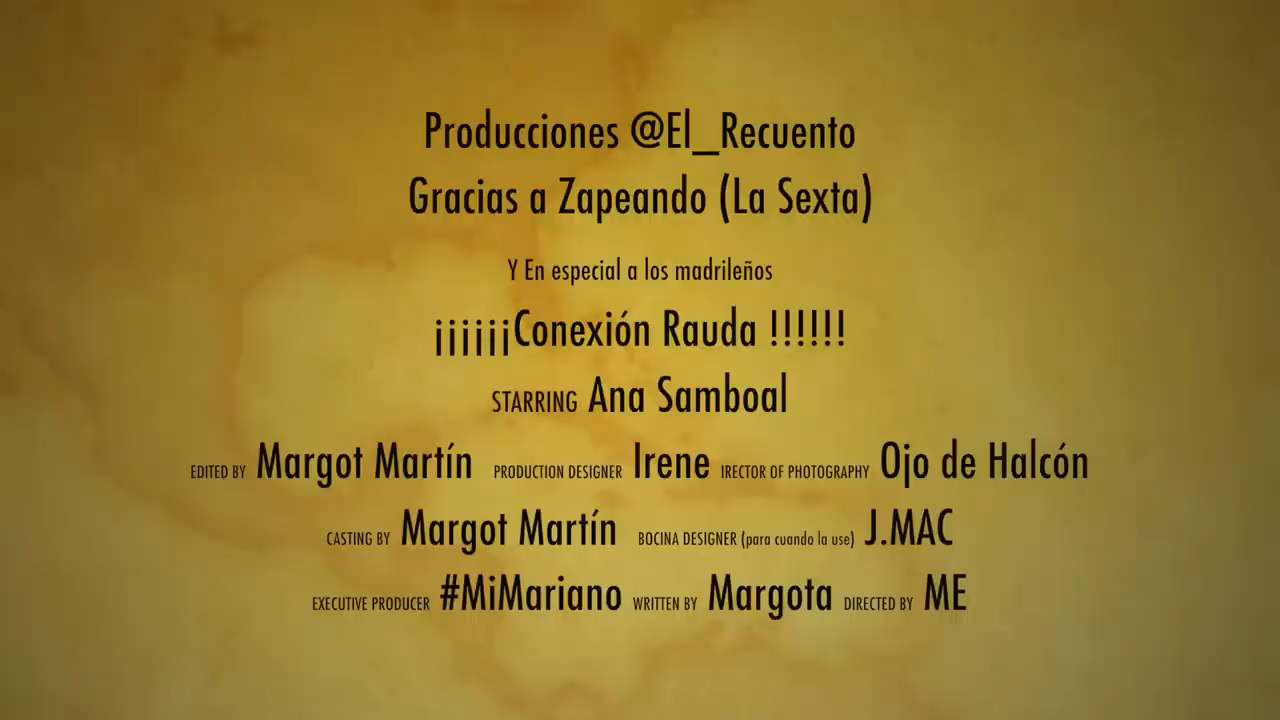 Producciones @El_Recuento
Gracias a Zapeando (La Sexta)
Y En especial a los madrileños
¡¡¡¡¡¡Conexión Rauda !!!!!!
STARRING Ana Samboal
EDITED BY Margot Martín PRODUCTION DESIGNER Irene IRECTOR OF PHOTOGRAPHY Ojo de Halcón
CASTING BY Margot Martín BOCINA DESIGNER (para cuando la use) J.MAC
EXECUTIVE PRODUCER #MiMariano WRITTEN BY Margota DIRECTED BY ME